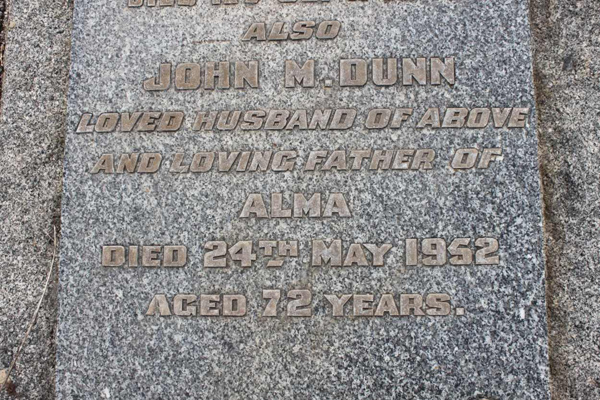 ALSO
JOHN M. DUNN
LOVED HUSBAND OF ABOVE
AND LOVING FATHER OF
ALMA
DIED 24TH MAY 1952
AGED 72 YEARS.